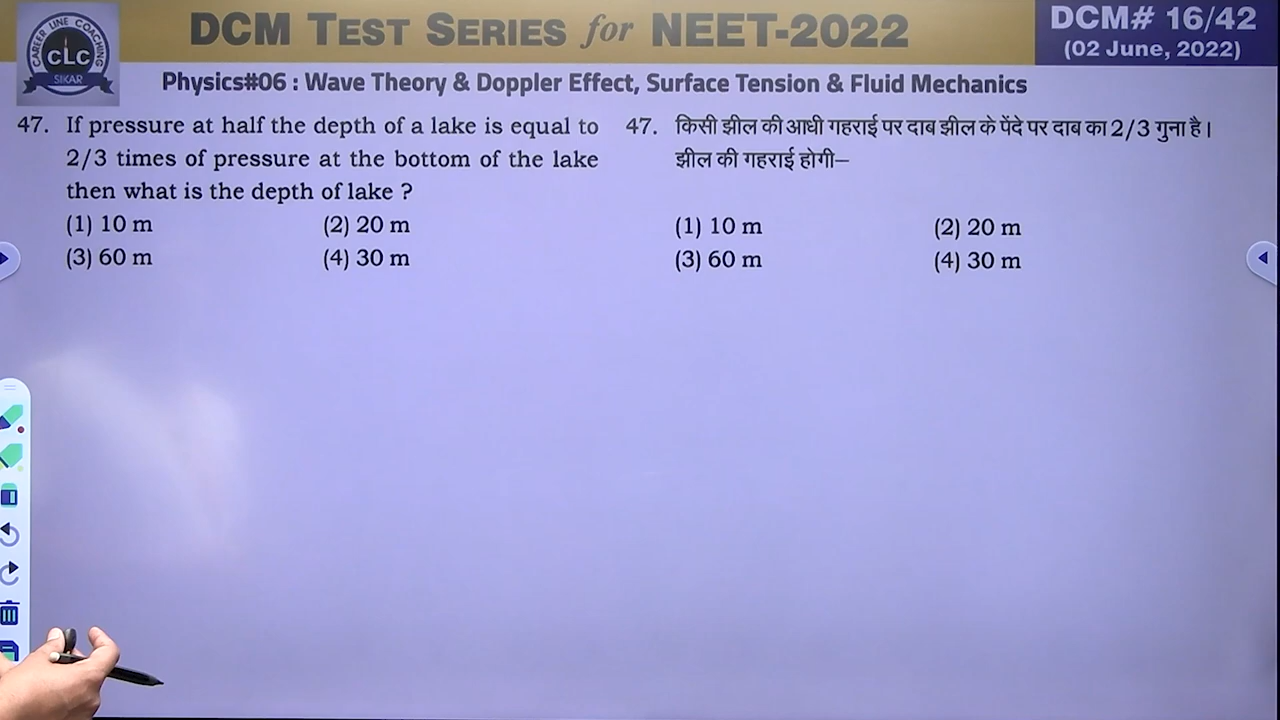 CAREER LINE COACHING
CLC
SIKAR
DCM TEST SERIES for NEET-2022
DCM# 16/42
(02 June, 2022)
Physics#06 : Wave Theory & Doppler Effect, Surface Tension & Fluid Mechanics
47. If pressure at half the depth of a lake is equal to
2/3 times of pressure at the bottom of the lake
then what is the depth of lake ?
(1) 10 m (2) 20 m
(3) 60 m (4) 30 m
47. किसी झील की आधी गहराई पर दाब झील के पेंदे पर दाब का 2/3 गुना है।
झील की गहराई होगी–
(1) 10 m (2) 20 m
(3) 60 m (4) 30 m